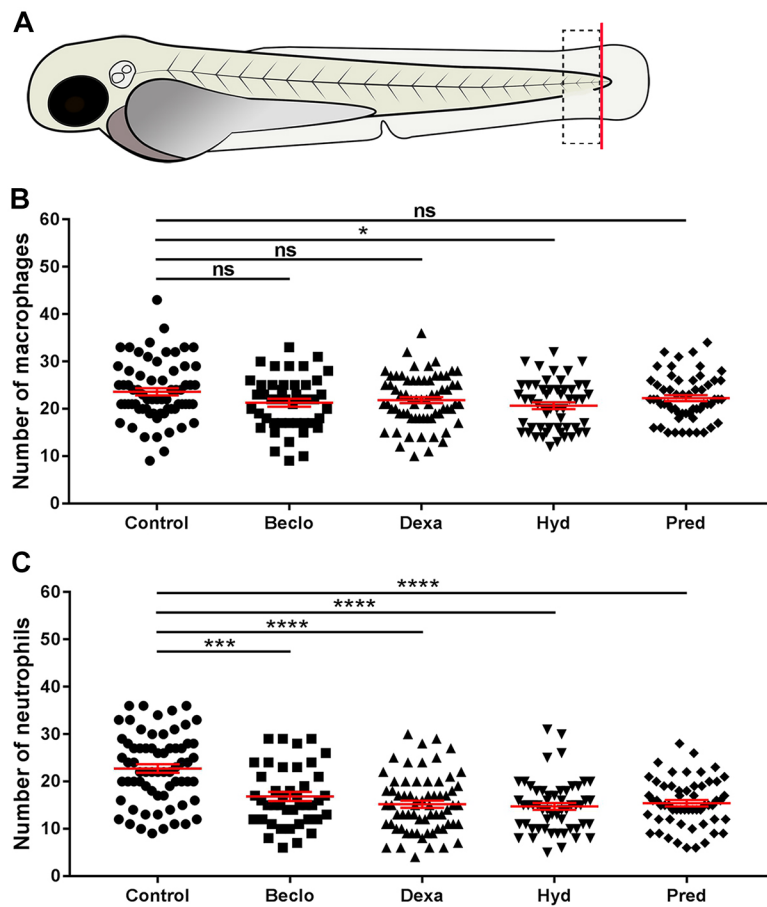 A
B
Number of macrophages
60
50
40
30
20
10
0
ns
*
ns
ns
Control Beclo Dexa Hyd Pred
C
Number of neutrophils
60
50
40
30
20
10
0
****
****
****
***
Control Beclo Dexa Hyd Pred